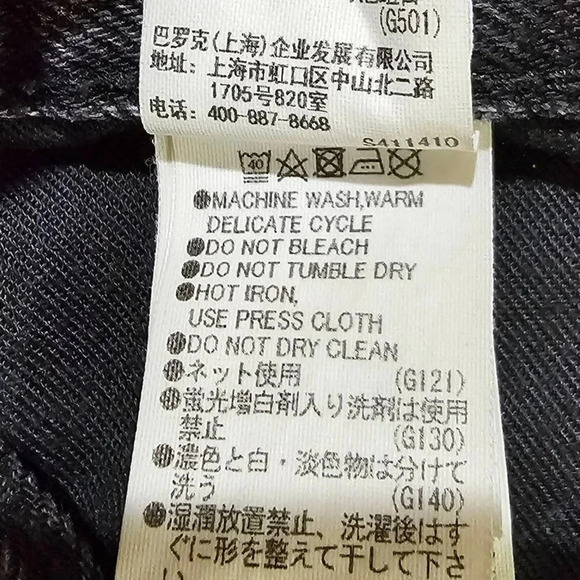 (G501)
巴罗克(上海)企业发展有限公司
地址: 上海市虹口区中山北二路
1705号820室
电话: 400-887-8668
S411410
40
●MACHINE WASH,WARM
DELICATE CYCLE
●DO NOT BLEACH
●DO NOT TUMBLE DRY
●HOT IRON,
USE PRESS CLOTH
●DO NOT DRY CLEAN
●ネット使用 (G121)
●蛍光増白剤入り洗剤は使用
禁止 (G130)
●濃色と白・淡色物は分けて
洗う (G140)
●湿潤放置禁止、洗濯後はす
ぐに形を整えて干して下さ
い